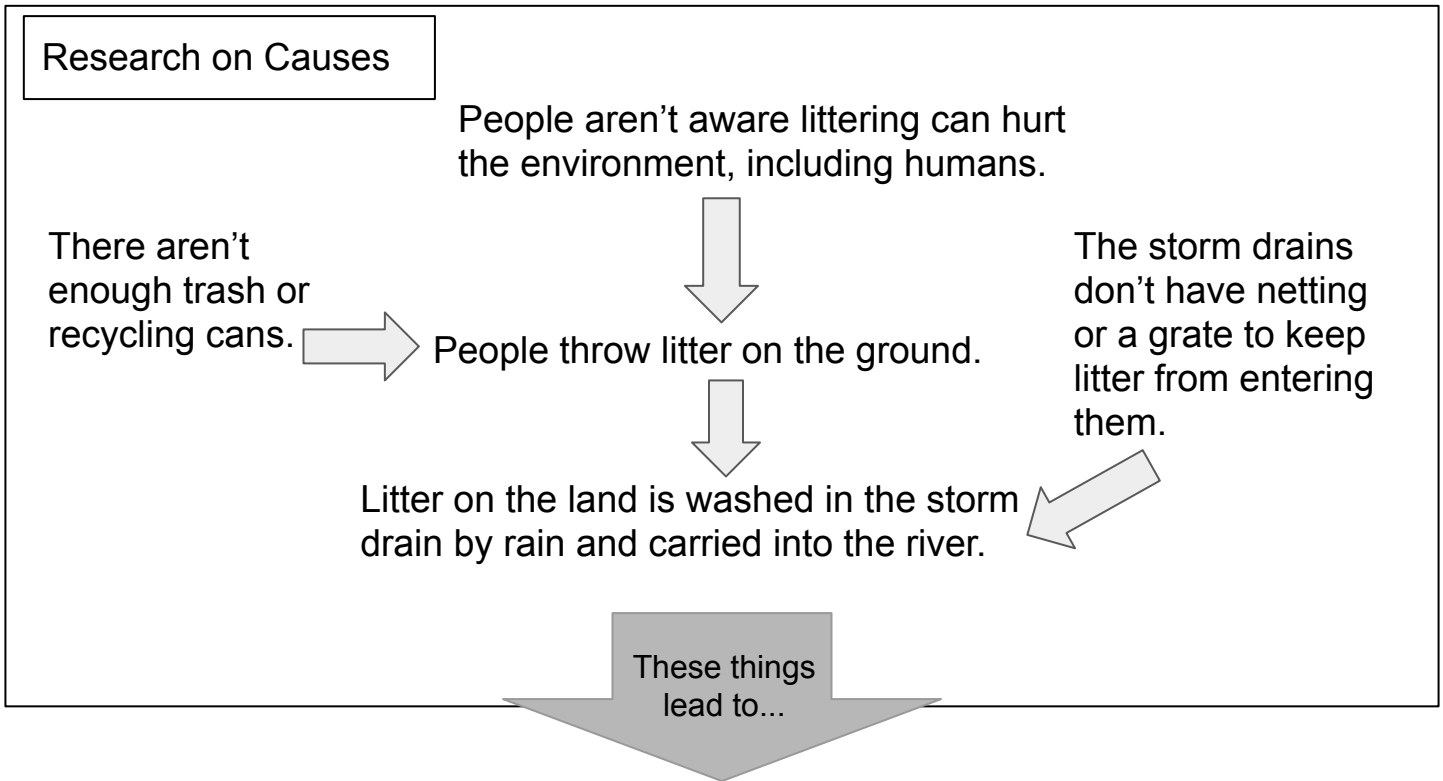 Research on Causes
People aren’t aware littering can hurt
the environment, including humans.
There aren’t
enough trash or
recycling cans.
The storm drains
don’t have netting
or a grate to keep
litter from entering
them.
People throw litter on the ground.
Litter on the land is washed in the storm
drain by rain and carried into the river.
These things
lead to...